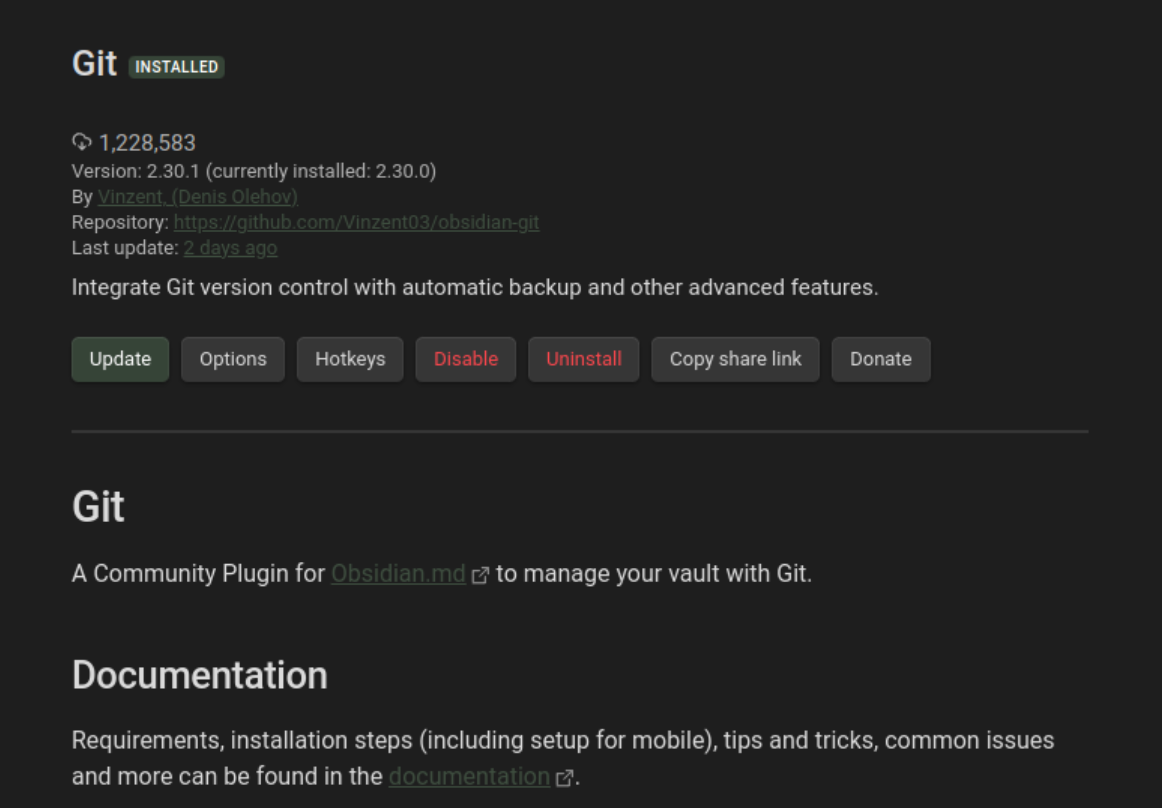 Git INSTALLED
1,228,583
Version: 2.30.1 (currently installed: 2.30.0)
By Vinzent, (Denis Olehov)
Repository: https://github.com/Vinzent03/obsidian-git
Last update: 2 days ago
Integrate Git version control with automatic backup and other advanced features.
Update Options Hotkeys Disable Uninstall Copy share link Donate
Git
A Community Plugin for Obsidian.md to manage your vault with Git.
Documentation
Requirements, installation steps (including setup for mobile), tips and tricks, common issues
and more can be found in the documentation.